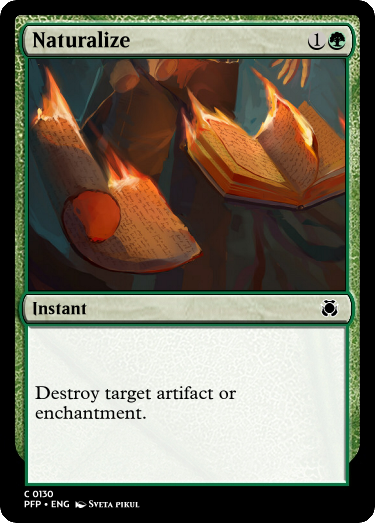 Naturalize 1
Instant
Destroy target artifact or
enchantment.
C 0130
PFP • ENG Sveta pikul